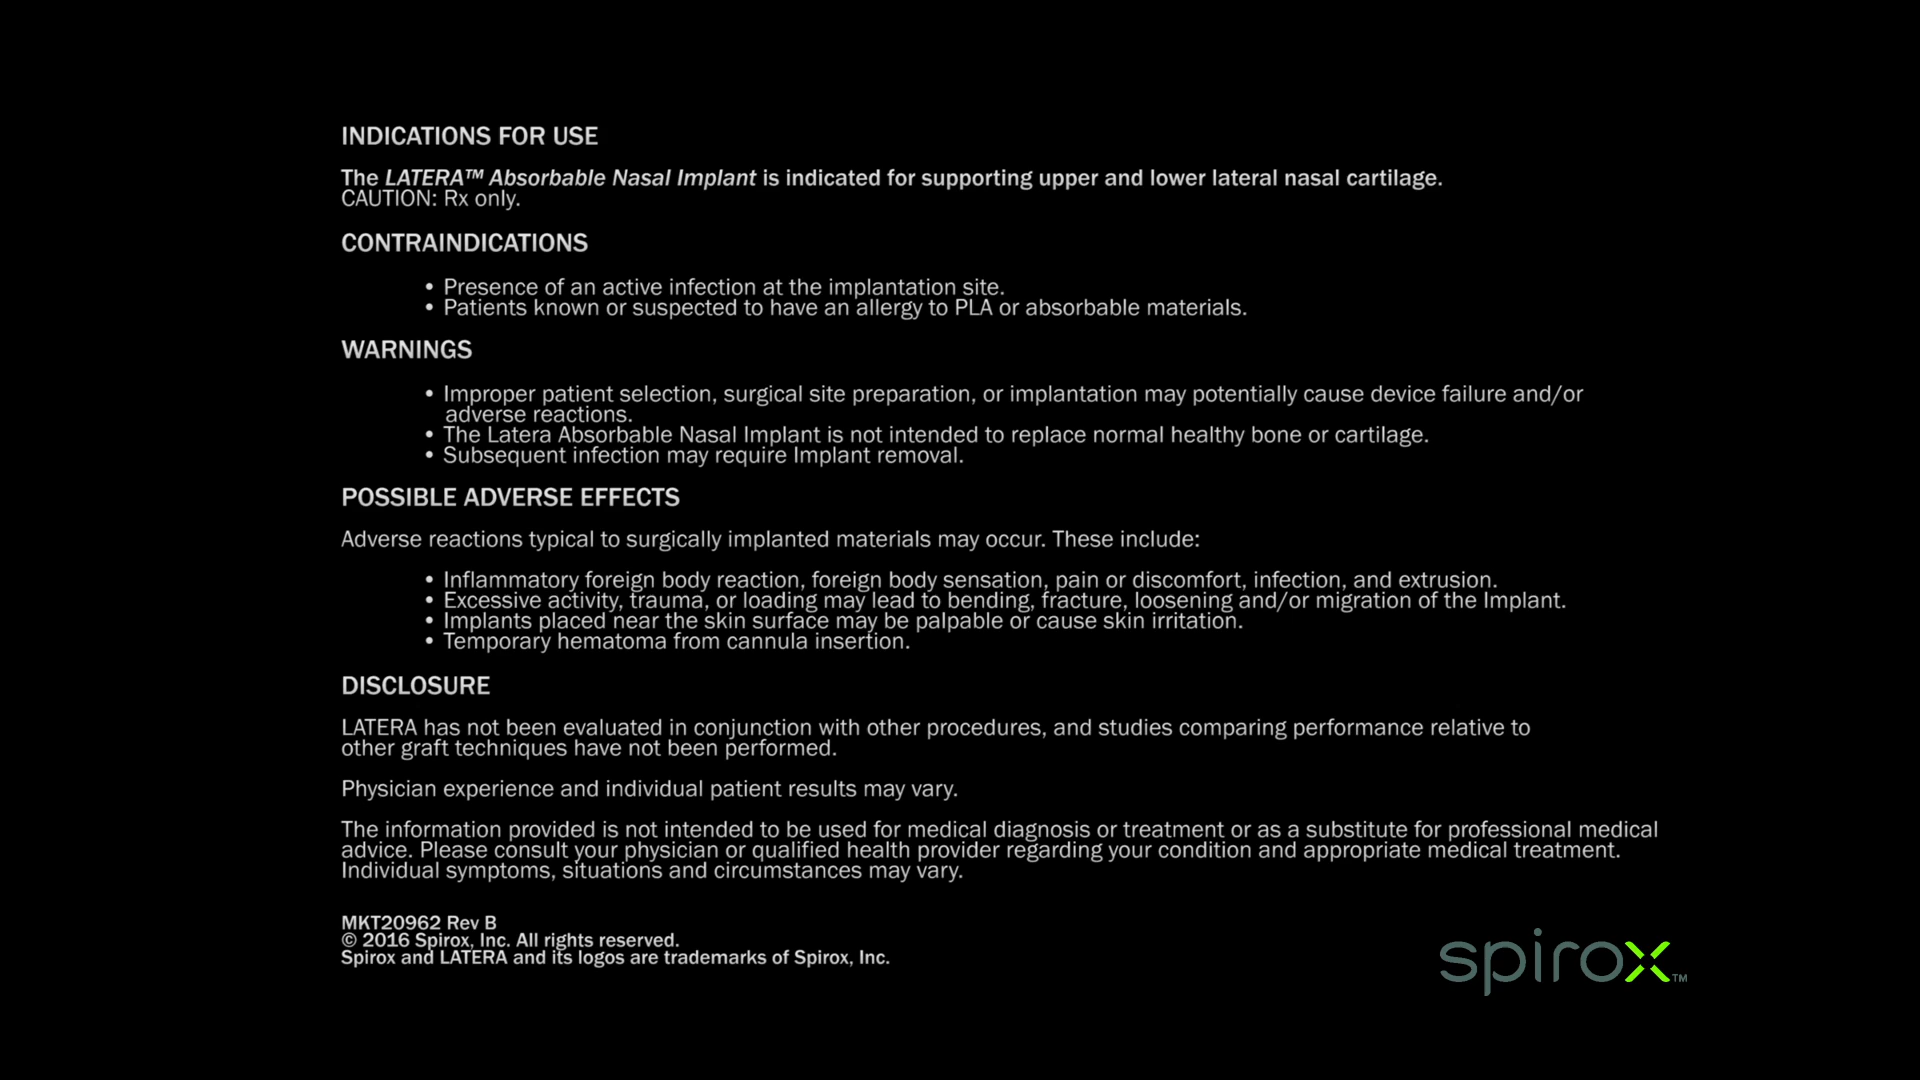 INDICATIONS FOR USE
The LATERA™ Absorbable Nasal Implant is indicated for supporting upper and lower lateral nasal cartilage.
CAUTION: Rx only.
CONTRAINDICATIONS
• Presence of an active infection at the implantation site.
• Patients known or suspected to have an allergy to PLA or absorbable materials.
WARNINGS
• Improper patient selection, surgical site preparation, or implantation may potentially cause device failure and/or
adverse reactions.
• The Latera Absorbable Nasal Implant is not intended to replace normal healthy bone or cartilage.
• Subsequent infection may require Implant removal.
POSSIBLE ADVERSE EFFECTS
Adverse reactions typical to surgically implanted materials may occur. These include:
• Inflammatory foreign body reaction, foreign body sensation, pain or discomfort, infection, and extrusion.
• Excessive activity, trauma, or loading may lead to bending, fracture, loosening and/or migration of the Implant.
• Implants placed near the skin surface may be palpable or cause skin irritation.
• Temporary hematoma from cannula insertion.
DISCLOSURE
LATERA has not been evaluated in conjunction with other procedures, and studies comparing performance relative to
other graft techniques have not been performed.
Physician experience and individual patient results may vary.
The information provided is not intended to be used for medical diagnosis or treatment or as a substitute for professional medical
advice. Please consult your physician or qualified health provider regarding your condition and appropriate medical treatment.
Individual symptoms, situations and circumstances may vary.
MKT20962 Rev B
© 2016 Spirox, Inc. All rights reserved.
Spirox and LATERA and its logos are trademarks of Spirox, Inc.
spirox™